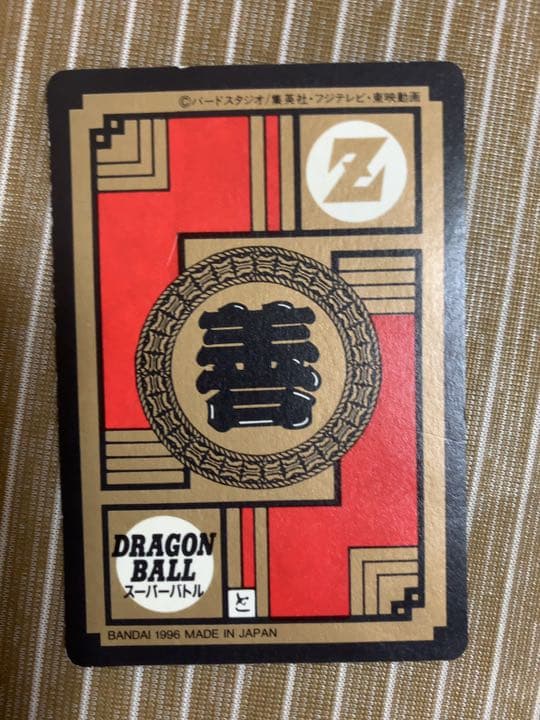 ©バードスタジオ/集英社・フジテレビ・東映動画
Z
善
DRAGON
BALL
スーパーバトル
と
BANDAI 1996 MADE IN JAPAN